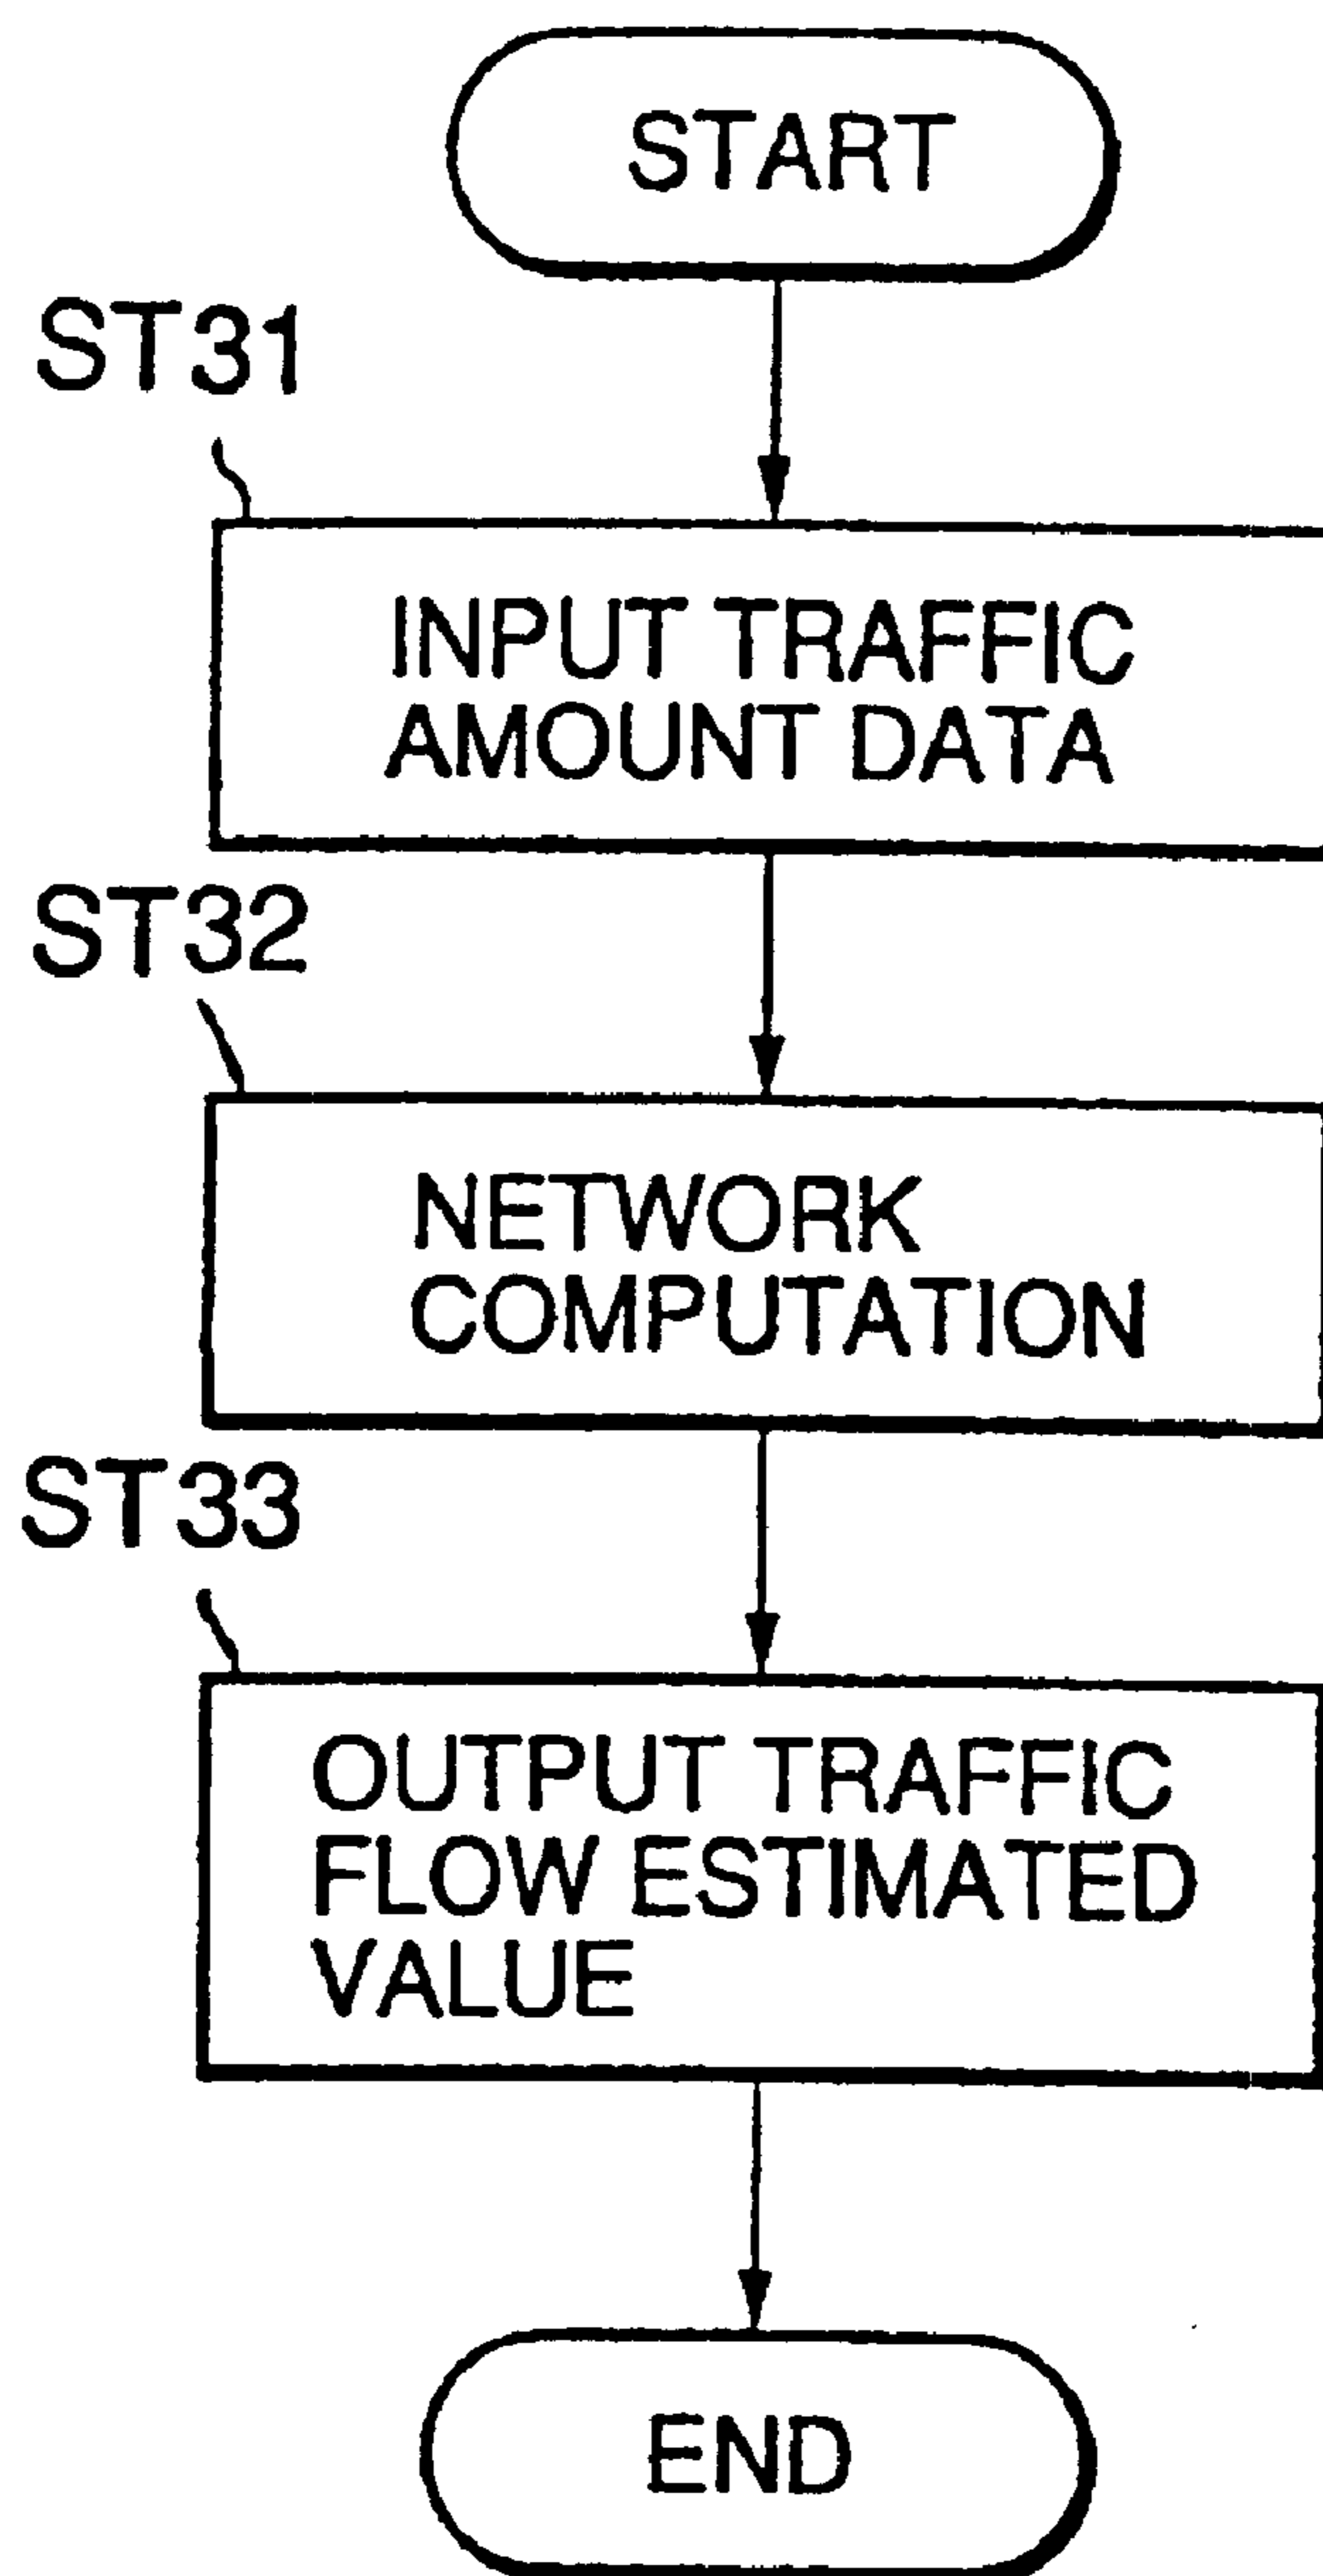 START
ST31
INPUT TRAFFIC
AMOUNT DATA
ST32
NETWORK
COMPUTATION
ST33
OUTPUT TRAFFIC
FLOW ESTIMATED
VALUE
END